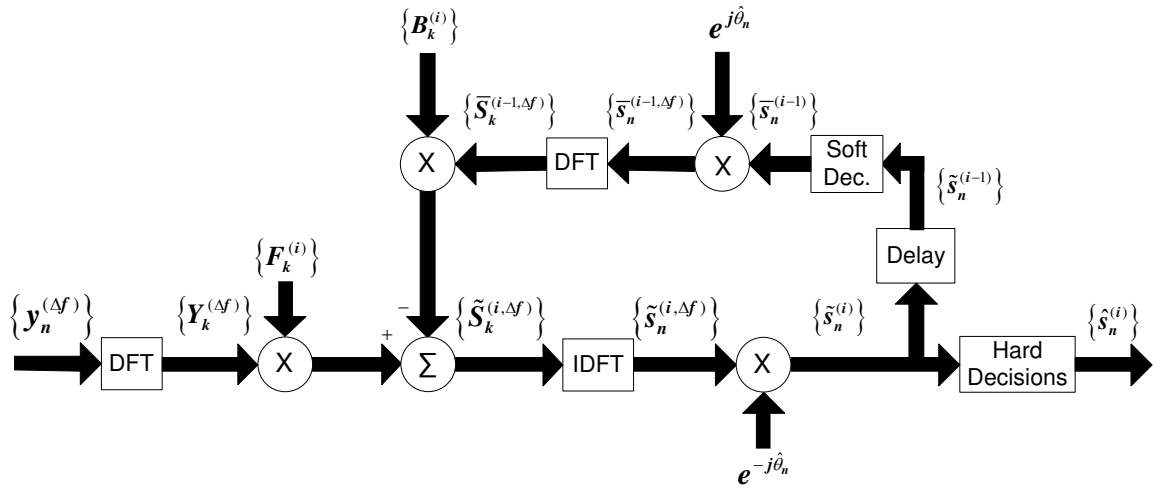 {B_k^{(i)}}
e^{jθ̂_n}
{S̄_k^{(i−1,Δf)}}
{s̄_n^{(i−1,Δf)}}
{s̄_n^{(i−1)}}
X
DFT
X
Soft
Dec.
{s̃_n^{(i−1)}}
Delay
{F_k^{(i)}}
{y_n^{(Δf)}}
{Y_k^{(Δf)}}
−
+
{S̃_k^{(i,Δf)}}
{s̃_n^{(i,Δf)}}
{s̃_n^{(i)}}
{ŝ_n^{(i)}}
DFT
X
Σ
IDFT
X
Hard
Decisions
e^{−jθ̂_n}